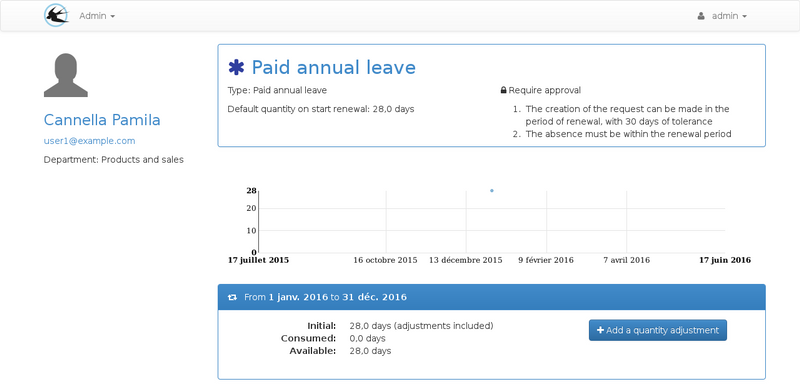 Admin
admin
Cannella Pamila
user1@example.com
Department: Products and sales
Paid annual leave
Type: Paid annual leave
Default quantity on start renewal: 28,0 days
Require approval
1. The creation of the request can be made in the
period of renewal, with 30 days of tolerance
2. The absence must be within the renewal period
28
20
10
0
17 juillet 2015
16 octobre 2015
13 décembre 2015
9 février 2016
7 avril 2016
17 juin 2016
From 1 janv. 2016 to 31 déc. 2016
Initial: 28,0 days (adjustments included)
Consumed: 0,0 days
Available: 28,0 days
Add a quantity adjustment